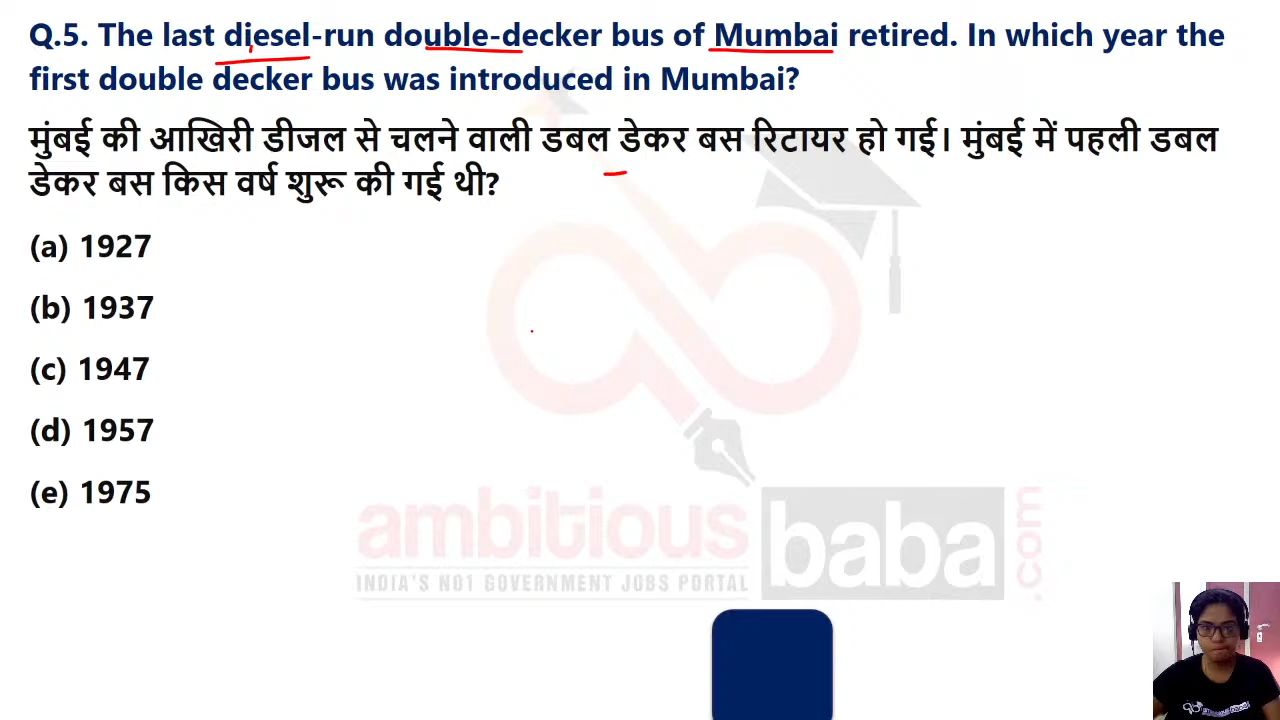 Q.5. The last diesel-run double-decker bus of Mumbai retired. In which year the
first double decker bus was introduced in Mumbai?
मुंबई की आखिरी डीजल से चलने वाली डबल डेकर बस रिटायर हो गई। मुंबई में पहली डबल
डेकर बस किस वर्ष शुरू की गई थी?
(a) 1927
(b) 1937
(c) 1947
(d) 1957
(e) 1975
ambitious baba .com
INDIA'S NO1 GOVERNMENT JOBS PORTAL